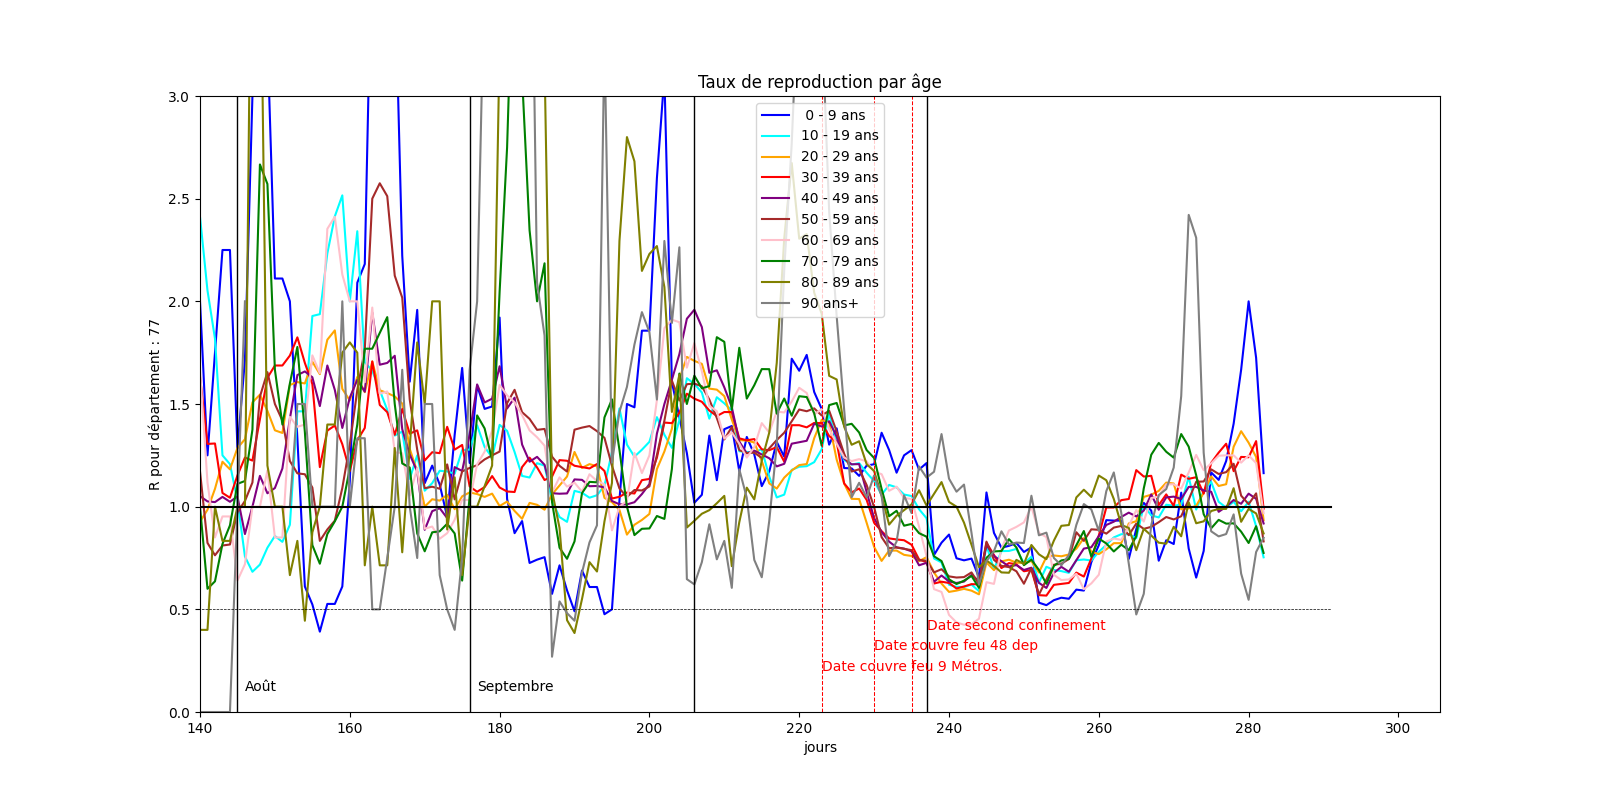 Taux de reproduction par âge
R pour département : 77
3.0
2.5
2.0
1.5
1.0
0.5
0.0
0 - 9 ans
10 - 19 ans
20 - 29 ans
30 - 39 ans
40 - 49 ans
50 - 59 ans
60 - 69 ans
70 - 79 ans
80 - 89 ans
90 ans+
Date second confinement
Date couvre feu 48 dep
Date couvre feu 9 Métros.
Août
Septembre
140 160 180 200 220 240 260 280 300
jours